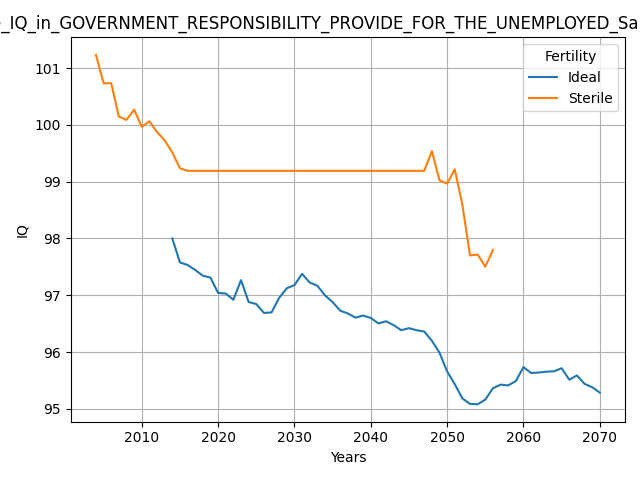 _IQ_in_GOVERNMENT_RESPONSIBILITY_PROVIDE_FOR_THE_UNEMPLOYED_Sa
Fertility
Ideal
Sterile
101
100
99
98
97
96
95
IQ
2010 2020 2030 2040 2050 2060 2070
Years